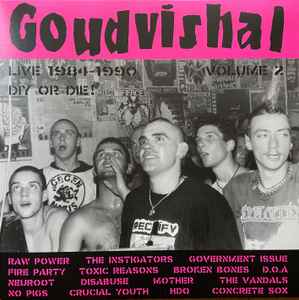 Goudvishal
LIVE 1984-1990 VOLUME 2
DIY OR DIE!
RAW POWER THE INSTIGATORS GOVERNMENT ISSUE
FIRE PARTY TOXIC REASONS BROKEN BONES D.O.A
NEUROOT DISABUSE MOTHER THE VANDALS
NO PIGS CRUCIAL YOUTH HDQ CONCRETE SOX